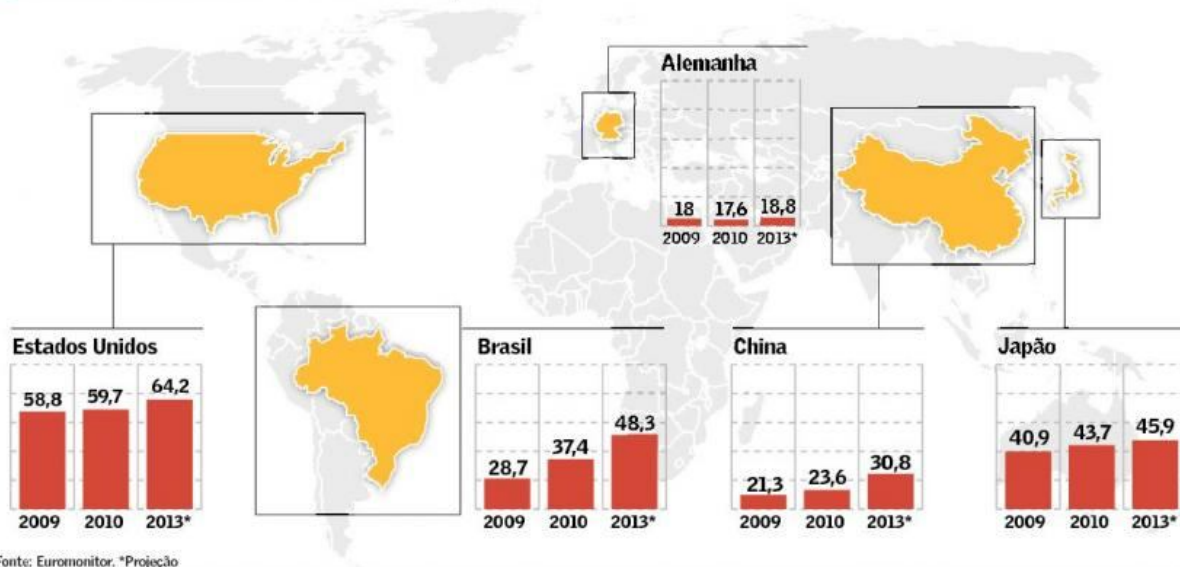 Alemanha
18 17,6 18,8
2009 2010 2013*
Estados Unidos
58,8 59,7 64,2
2009 2010 2013*
Brasil
28,7 37,4 48,3
2009 2010 2013*
China
21,3 23,6 30,8
2009 2010 2013*
Japão
40,9 43,7 45,9
2009 2010 2013*
Fonte: Euromonitor. *Projeção